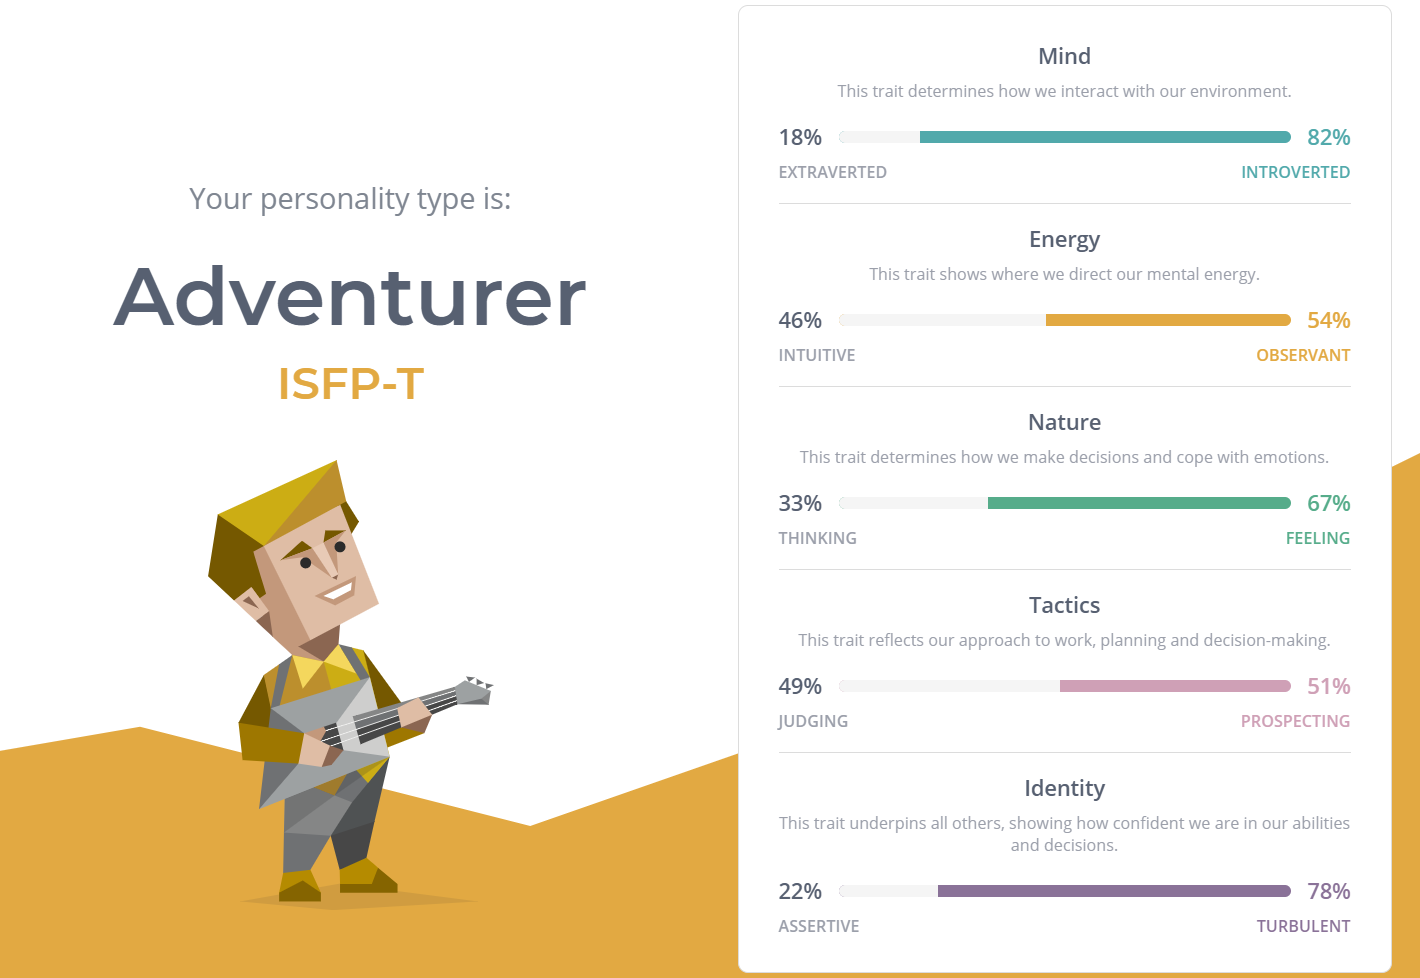 Your personality type is:
Adventurer
ISFP-T
Mind
This trait determines how we interact with our environment.
18% 82%
EXTRAVERTED INTROVERTED
Energy
This trait shows where we direct our mental energy.
46% 54%
INTUITIVE OBSERVANT
Nature
This trait determines how we make decisions and cope with emotions.
33% 67%
THINKING FEELING
Tactics
This trait reflects our approach to work, planning and decision-making.
49% 51%
JUDGING PROSPECTING
Identity
This trait underpins all others, showing how confident we are in our abilities
and decisions.
22% 78%
ASSERTIVE TURBULENT